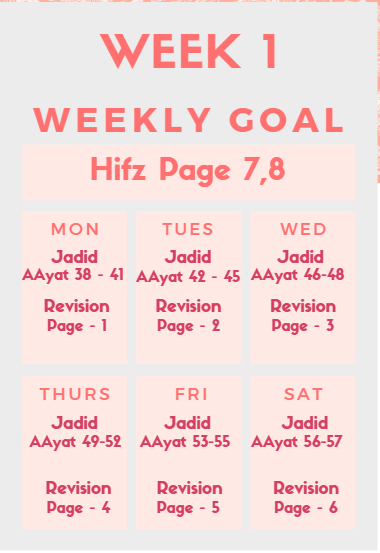 WEEK 1
WEEKLY GOAL
Hifz Page 7,8
MON
Jadid
AAyat 38 - 41
Revision
Page - 1
TUES
Jadid
AAyat 42 - 45
Revision
Page - 2
WED
Jadid
AAyat 46-48
Revision
Page - 3
THURS
Jadid
AAyat 49-52
Revision
Page - 4
FRI
Jadid
AAyat 53-55
Revision
Page - 5
SAT
Jadid
AAyat 56-57
Revision
Page - 6